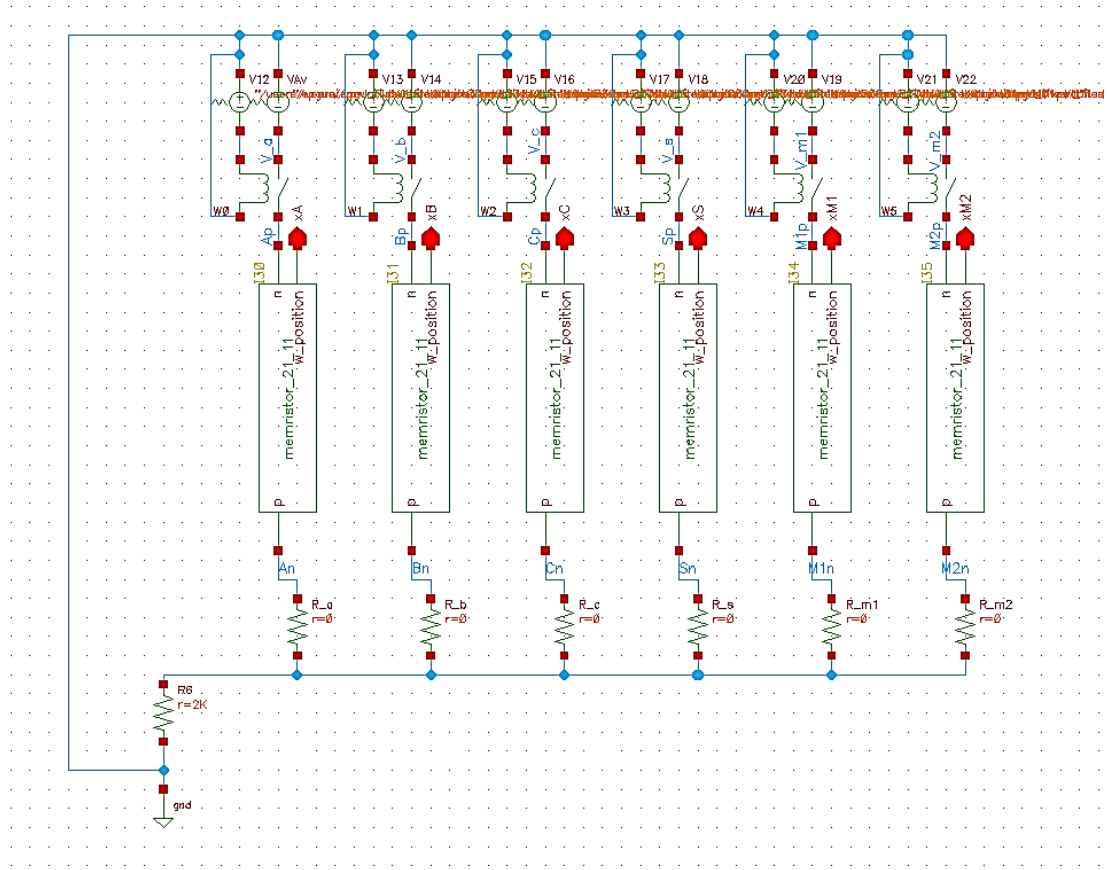 V12 VAv V13 V14 V15 V16 V17 V18 V20 V19 V21 V22
V_a V_b V_c V_s V_m1 V_m2
W0 W1 W2 W3 W4 W5
xA xB xC xS xM1 xM2
Ap Bp Cp Sp M1p M2p
I30 I31 I32 I33 I34 I35
n n n n n n
w_position w_position w_position w_position w_position w_position
memristor_21_11 memristor_21_11 memristor_21_11 memristor_21_11 memristor_21_11 memristor_21_11
p p p p p p
An Bn Cn Sn M1n M2n
R_a R_b R_c R_s R_m1 R_m2
r=0 r=0 r=0 r=0 r=0 r=0
R6
r=2K
gnd